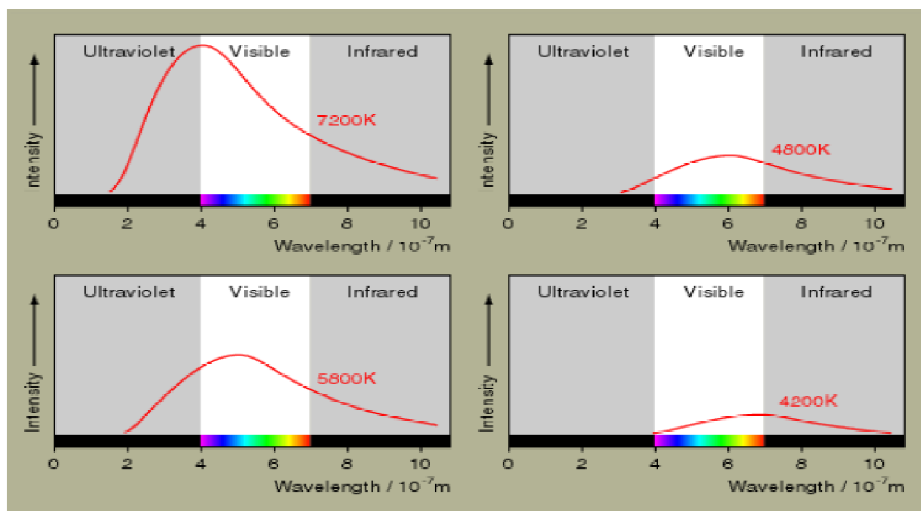 Ultraviolet Visible Infrared
7200K
ntensity
0 2 4 6 8 10
Wavelength / 10⁻⁷m
Ultraviolet Visible Infrared
4800K
ntensity
0 2 4 6 8 10
Wavelength / 10⁻⁷m
Ultraviolet Visible Infrared
5800K
Intensity
0 2 4 6 8 10
Wavelength / 10⁻⁷m
Ultraviolet Visible Infrared
4200K
Intensity
0 2 4 6 8 10
Wavelength / 10⁻⁷m